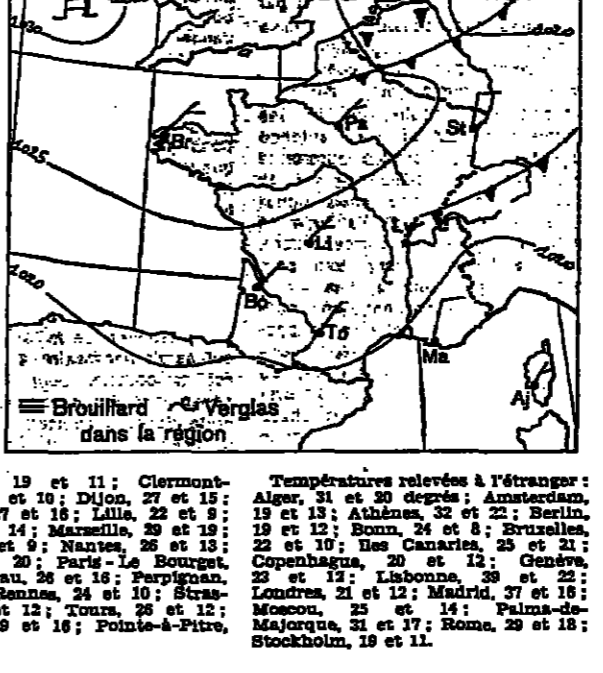 H
1030
1020
Pa
St
Br
1025
Li
1020
1020
Bo
To
Ma
Aj
Brouillard Verglas
dans la région
19 et 11 ; Clermont-
et 10 ; Dijon, 27 et 15 ;
7 et 16 ; Lille, 22 et 9 ;
14 ; Marseille, 29 et 19 ;
et 9 ; Nantes, 26 et 13 ;
20 ; Paris - Le Bourget,
au, 26 et 16 ; Perpignan,
Rennes, 24 et 10 ; Stras-
t 12 ; Tours, 26 et 12 ;
9 et 16 ; Pointe-à-Pitre,
Températures relevées à l'étranger :
Alger, 31 et 20 degrés ; Amsterdam,
19 et 13 ; Athènes, 32 et 22 ; Berlin,
19 et 12 ; Bonn, 24 et 8 ; Bruxelles,
22 et 10 ; Iles Canaries, 25 et 21 ;
Copenhague, 20 et 12 ; Genève,
23 et 12 ; Lisbonne, 39 et 22 ;
Londres, 21 et 12 ; Madrid, 37 et 16 ;
Moscou, 25 et 14 ; Palma-de-
Majorque, 31 et 17 ; Rome, 29 et 18 ;
Stockholm, 19 et 11.